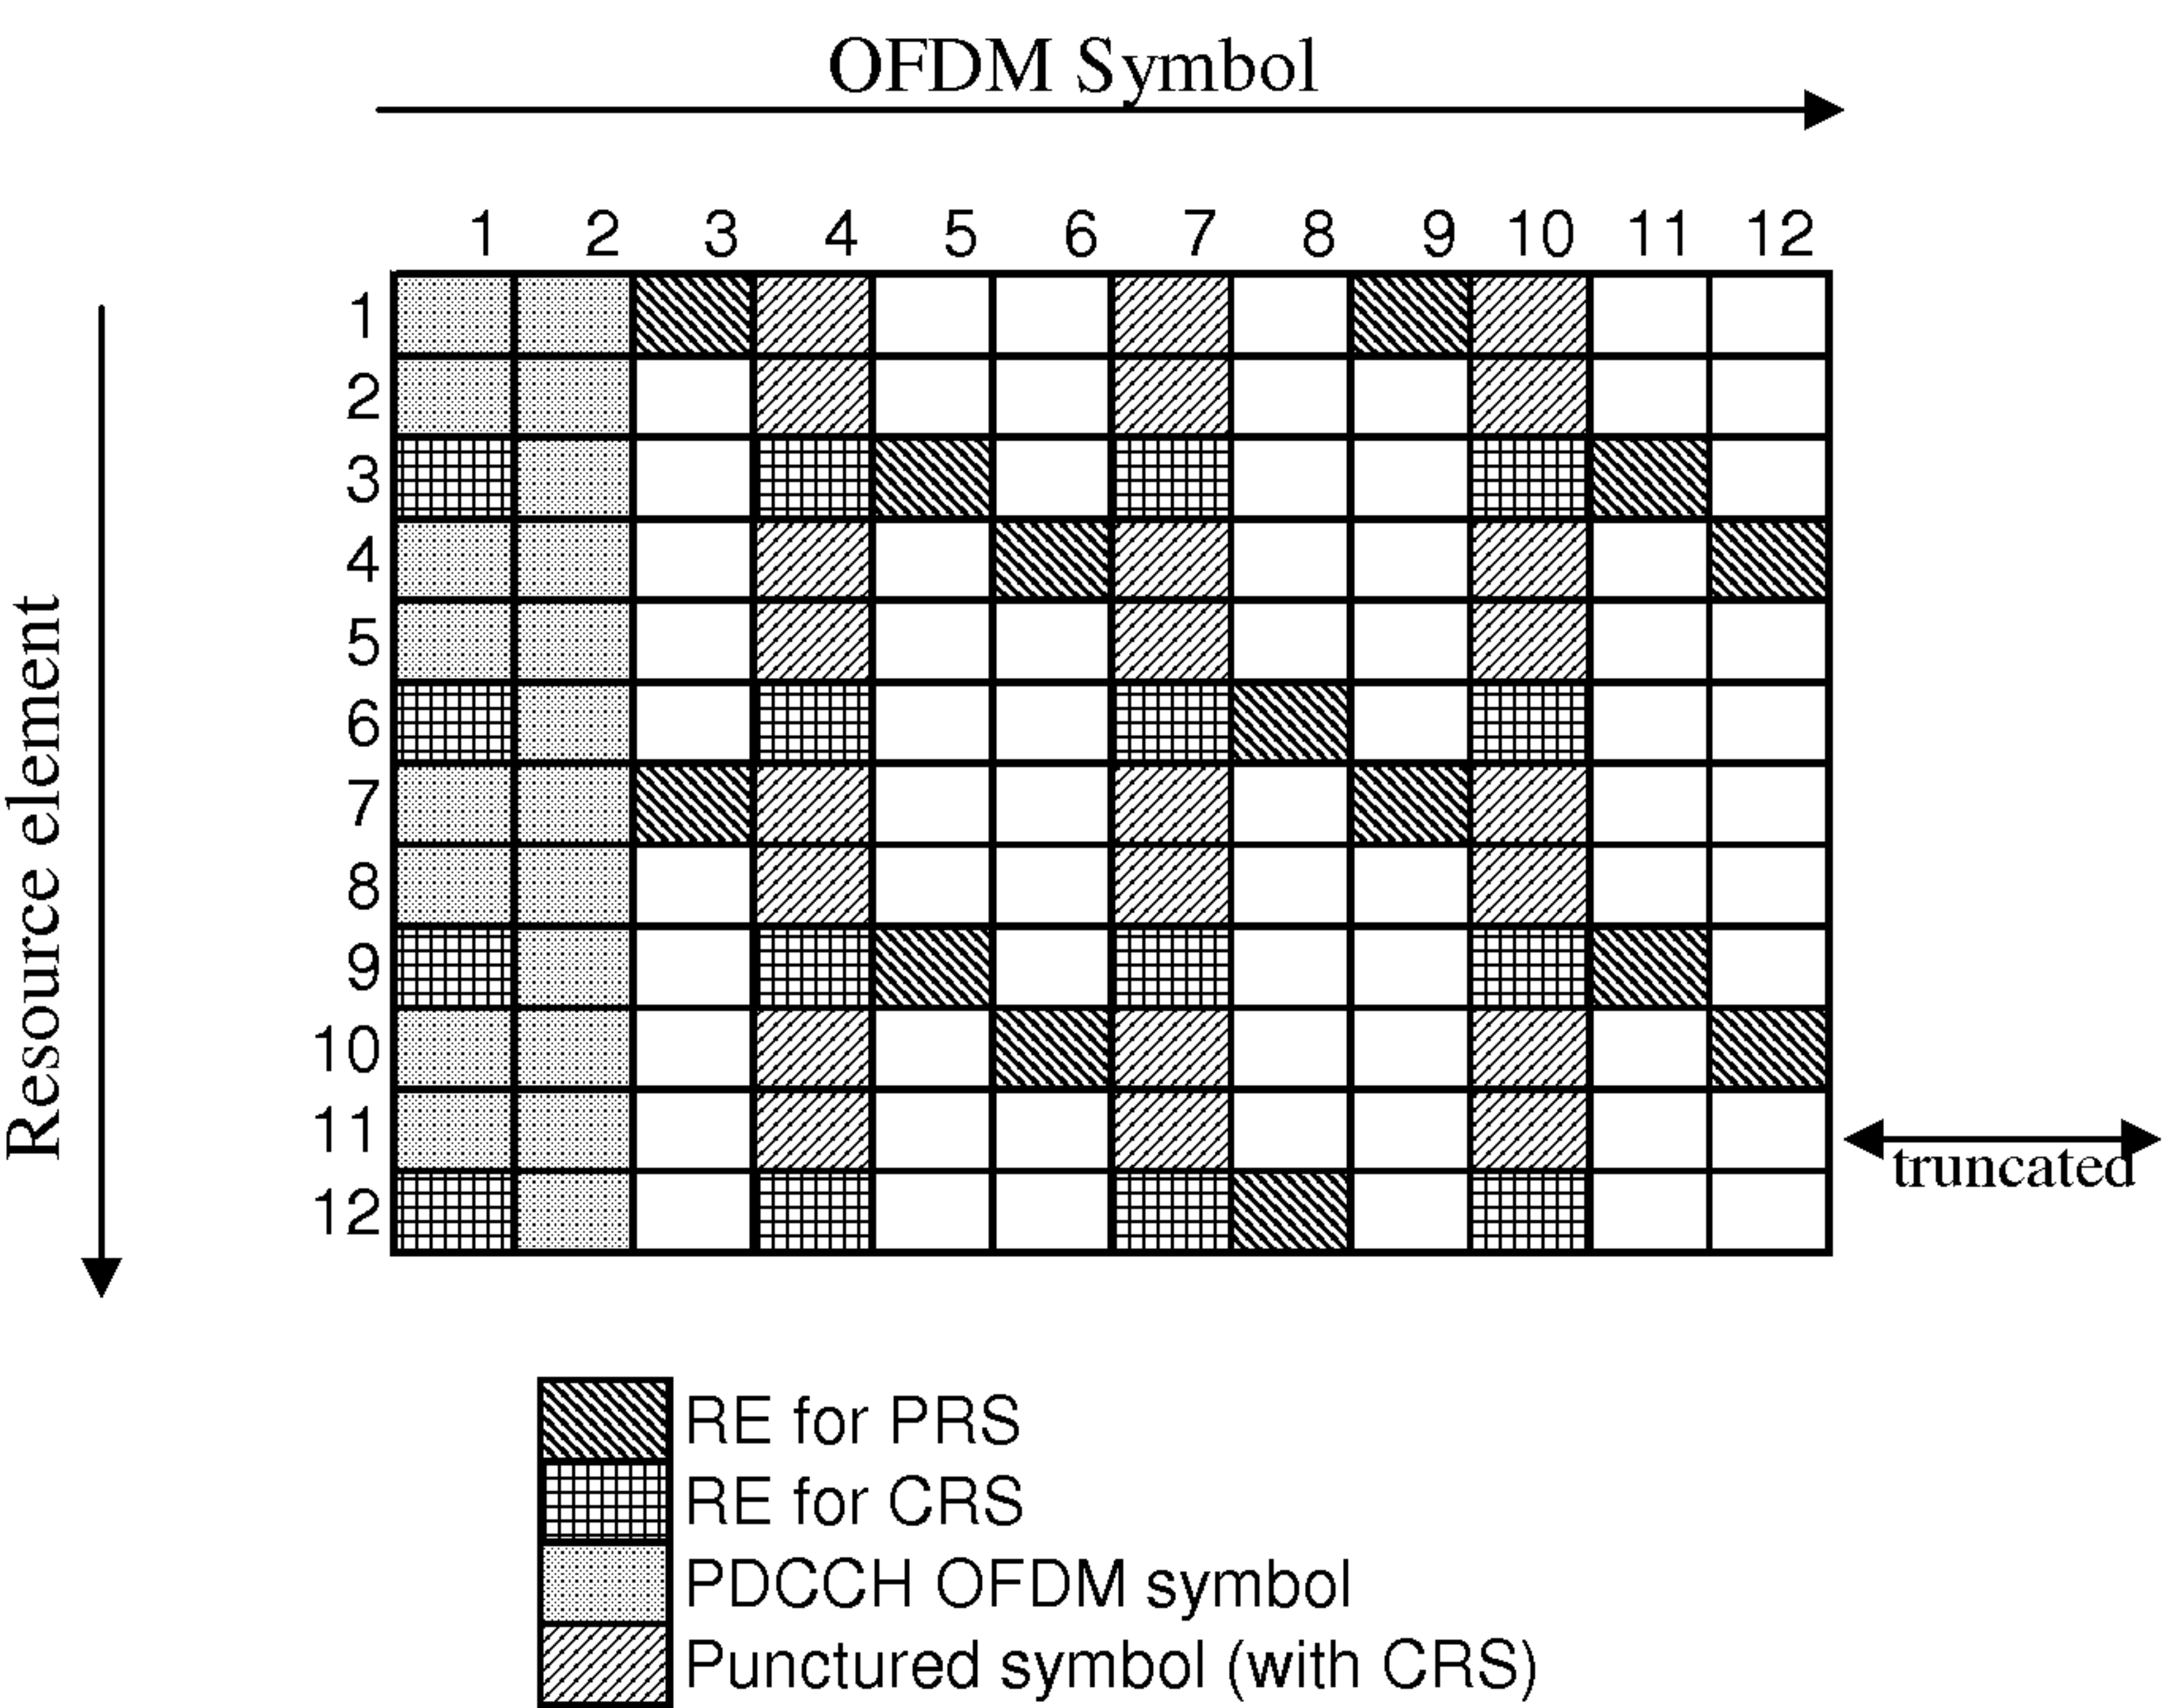 OFDM Symbol
1 2 3 4 5 6 7 8 9 10 11 12
Resource element
1
2
3
4
5
6
7
8
9
10
11
12
truncated
RE for PRS
RE for CRS
PDCCH OFDM symbol
Punctured symbol (with CRS)